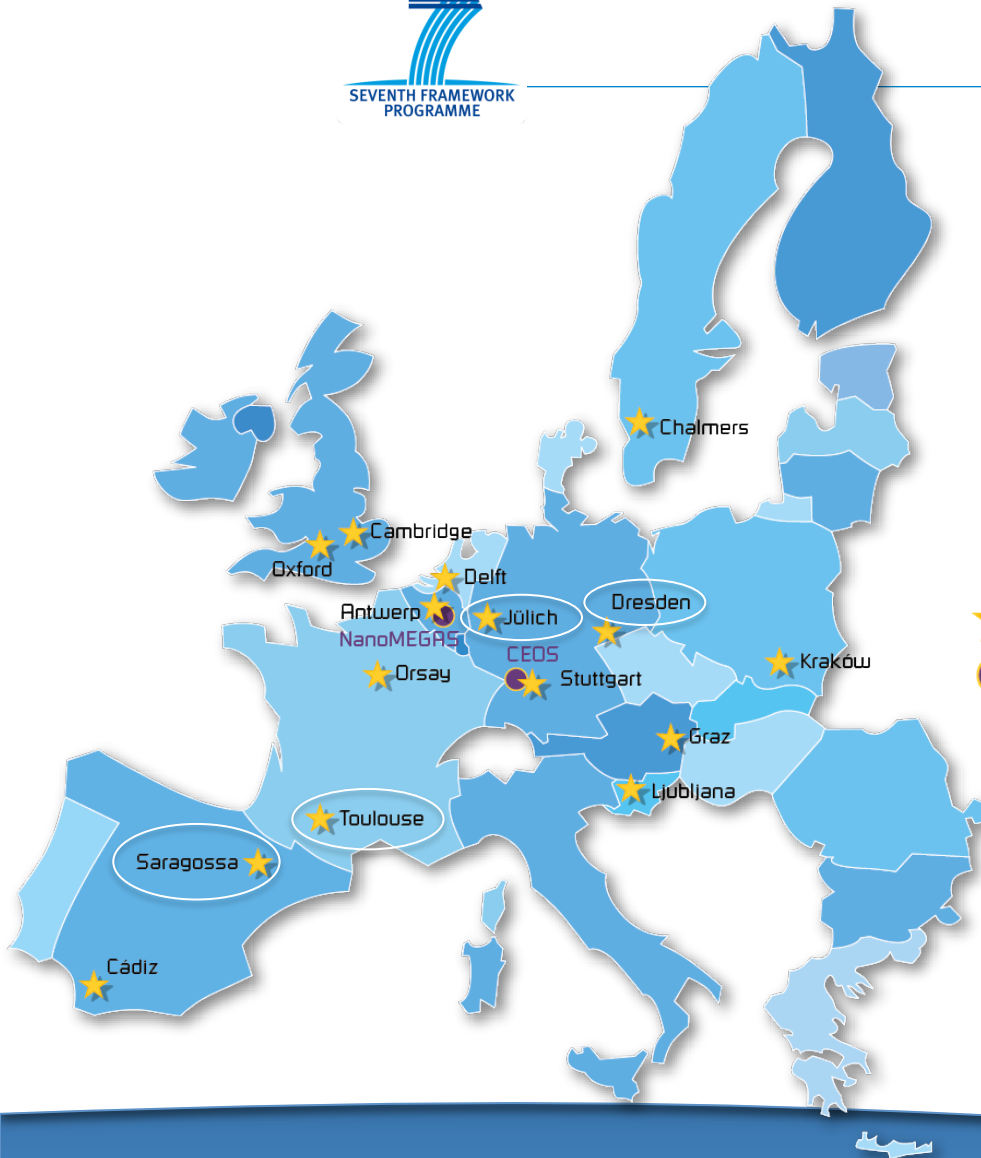 7
SEVENTH FRAMEWORK
PROGRAMME
Chalmers
Cambridge
Oxford
Delft
Antwerp
NanoMEGAS
Jülich
Dresden
CEOS
Stuttgart
Orsay
Kraków
Graz
Ljubljana
Toulouse
Saragossa
Cádiz